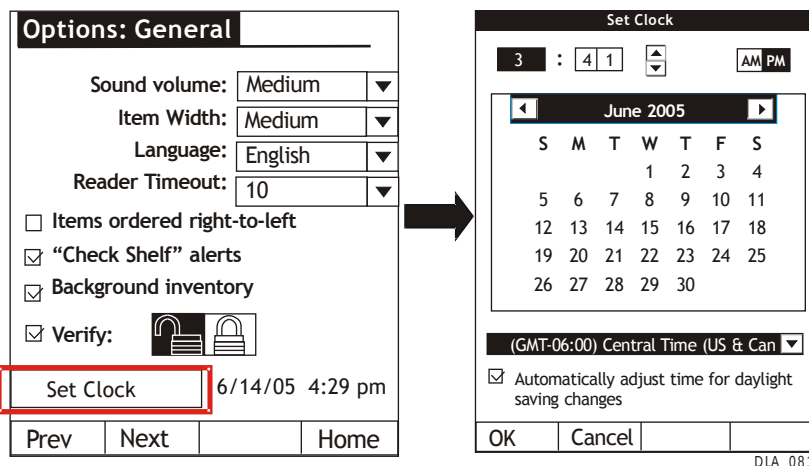 Options: General
Sound volume: Medium
Item Width: Medium
Language: English
Reader Timeout: 10
Items ordered right-to-left
“Check Shelf” alerts
Background inventory
Verify:
Set Clock 6/14/05 4:29 pm
Prev Next Home
Set Clock
3 : 4 1 AM PM
June 2005
S M T W T F S
1 2 3 4
5 6 7 8 9 10 11
12 13 14 15 16 17 18
19 20 21 22 23 24 25
26 27 28 29 30
(GMT-06:00) Central Time (US & Can
Automatically adjust time for daylight
saving changes
OK Cancel